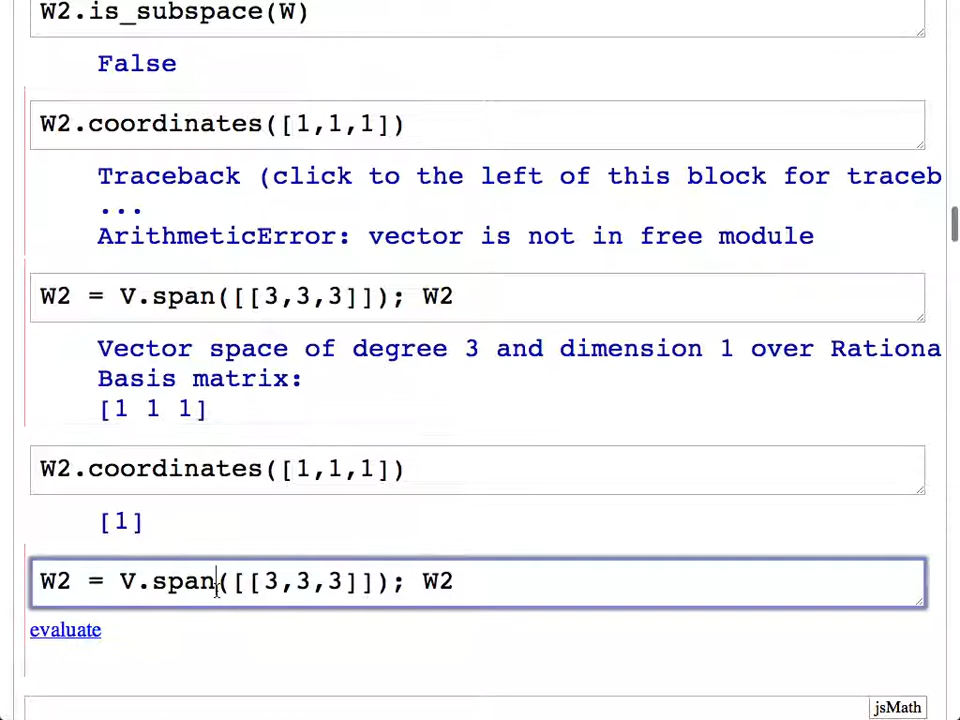 W2.is_subspace(W)
False
W2.coordinates([1,1,1])
Traceback (click to the left of this block for traceb
...
ArithmeticError: vector is not in free module
W2 = V.span([[3,3,3]]); W2
Vector space of degree 3 and dimension 1 over Rationa
Basis matrix:
[1 1 1]
W2.coordinates([1,1,1])
[1]
W2 = V.span([[3,3,3]]); W2
evaluate
jsMath